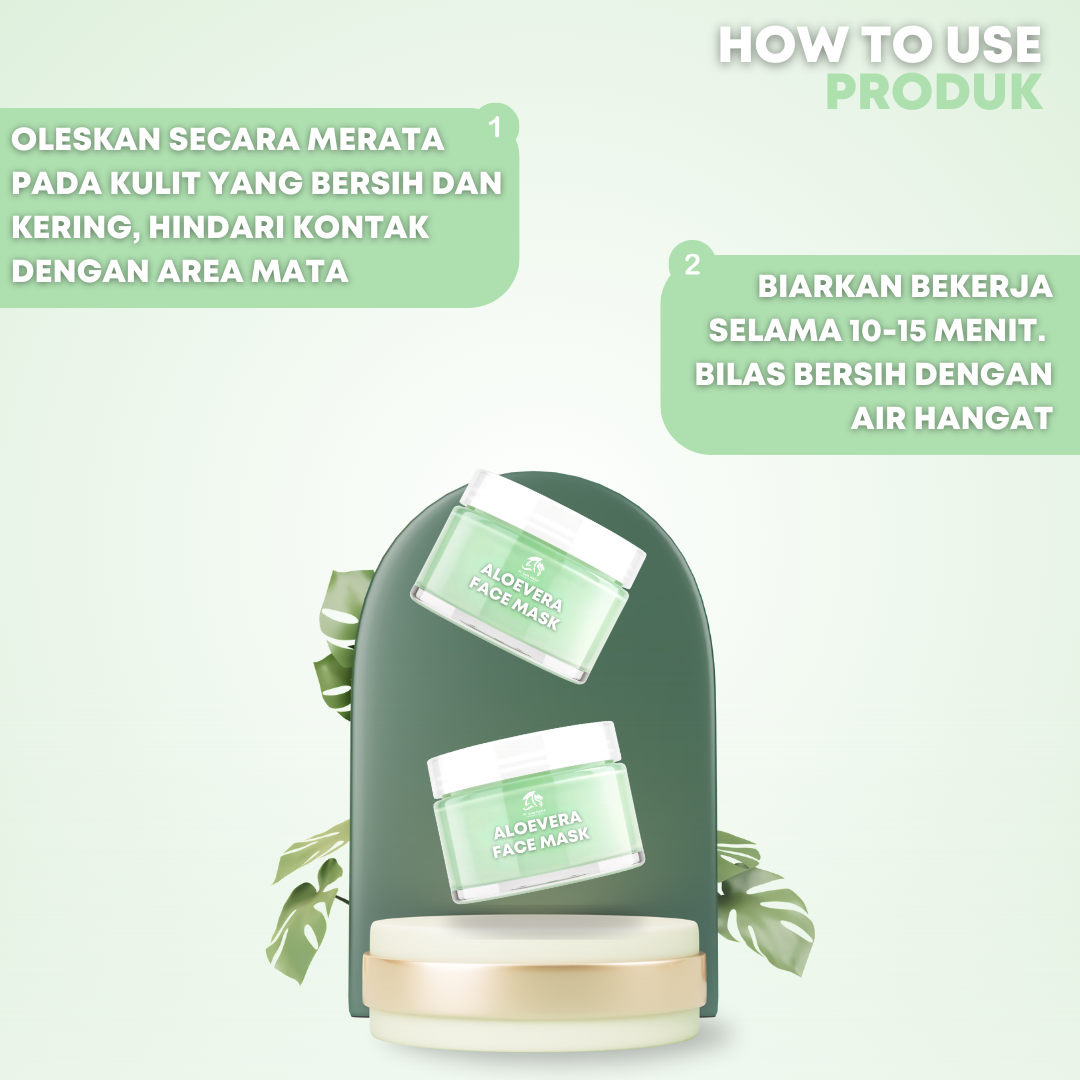 HOW TO USE
PRODUK
1
OLESKAN SECARA MERATA
PADA KULIT YANG BERSIH DAN
KERING, HINDARI KONTAK
DENGAN AREA MATA
2
BIARKAN BEKERJA
SELAMA 10-15 MENIT.
BILAS BERSIH DENGAN
AIR HANGAT
ALOEVERA
FACE MASK
ALOEVERA
FACE MASK